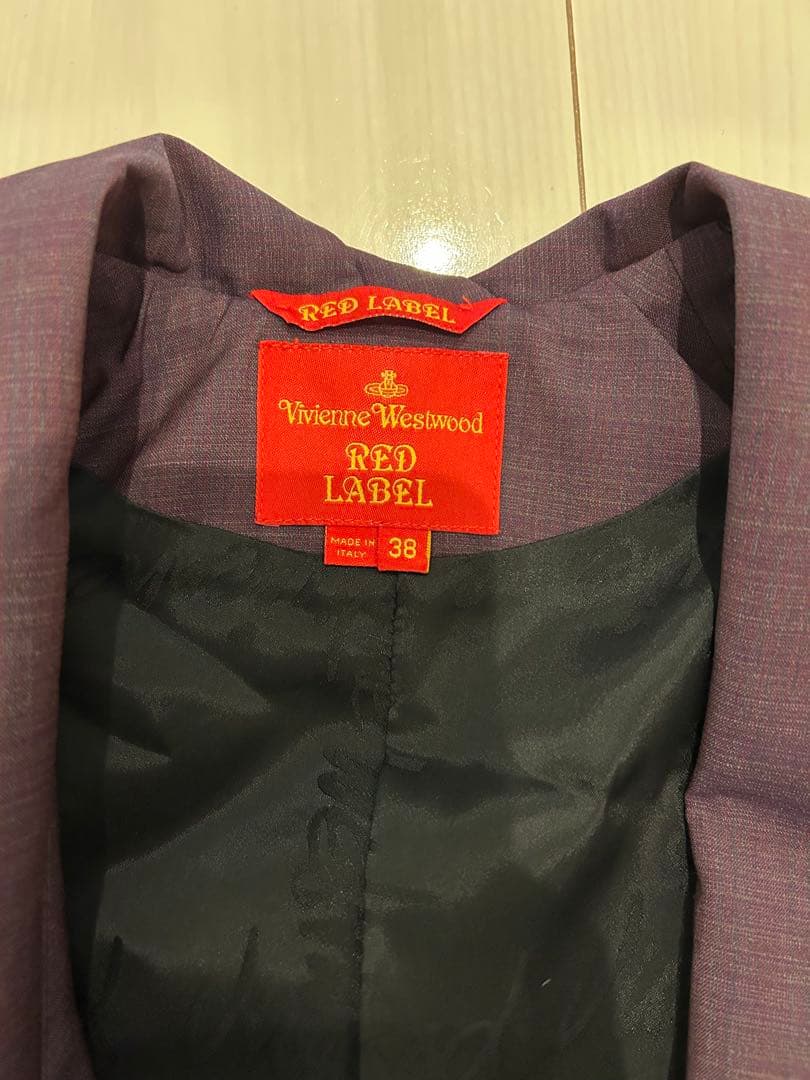 RED LABEL
Vivienne Westwood
RED
LABEL
MADE IN
ITALY
38